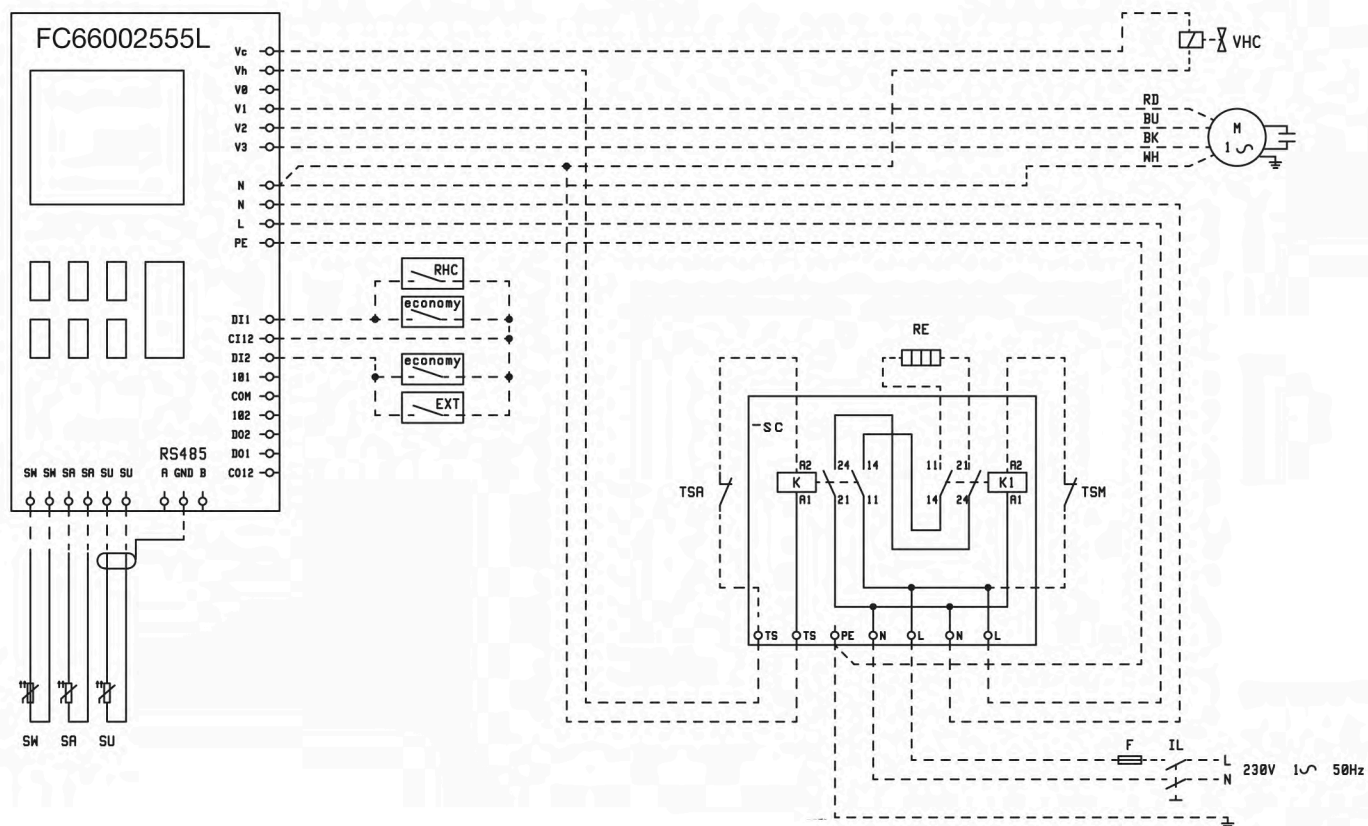 FC66002555L
Vc
Vh
V0
V1
V2
V3
N
N
L
PE
VHC
RD
BU
BK
WH
M
1
RHC
economy
economy
EXT
DI1
CI12
DI2
101
COM
102
DO2
DO1
CO12
RS485
SW SW SA SA SU SU A GND B
RE
-SC
A2 24 14 11 21 A2
K K1
A1 21 11 14 24 A1
TSA
TSM
TS TS PE N L N L
SW SA SU
F IL
L
N
230V 1 50Hz